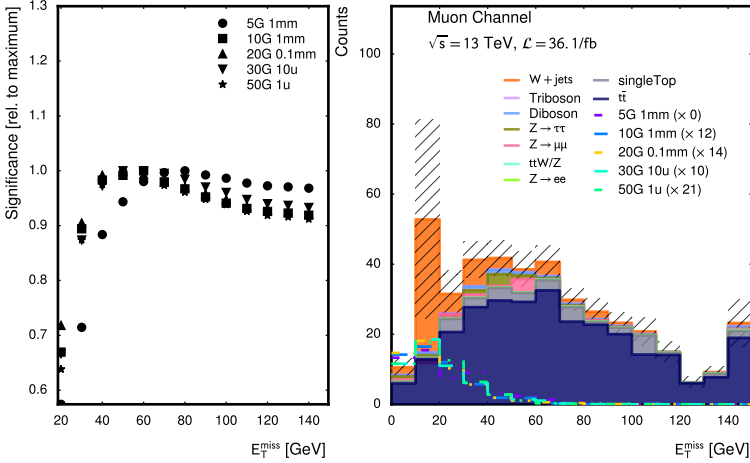 Significance [rel. to maximum]
1.3
1.2
1.1
1.0
0.9
0.8
0.7
0.6
20 40 60 80 100 120 140
E_T^miss [GeV]
5G 1mm
10G 1mm
20G 0.1mm
30G 10u
50G 1u
Counts
100
80
60
40
20
0
0 20 40 60 80 100 120 140
E_T^miss [GeV]
Muon Channel
√s = 13 TeV, ℒ = 36.1/fb
W + jets
Triboson
Diboson
Z → ττ
Z → μμ
ttW/Z
Z → ee
singleTop
tt̄
5G 1mm (× 0)
10G 1mm (× 12)
20G 0.1mm (× 14)
30G 10u (× 10)
50G 1u (× 21)